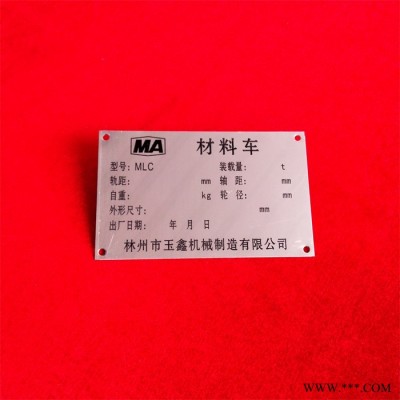 MA 材料车
型号: MLC 装载量: t
轨距: mm 轴 距: mm
自重: kg 轮 径: mm
外形尺寸: mm
出厂日期: 年 月 日
林州市玉鑫机械制造有限公司
WWW.***.COM